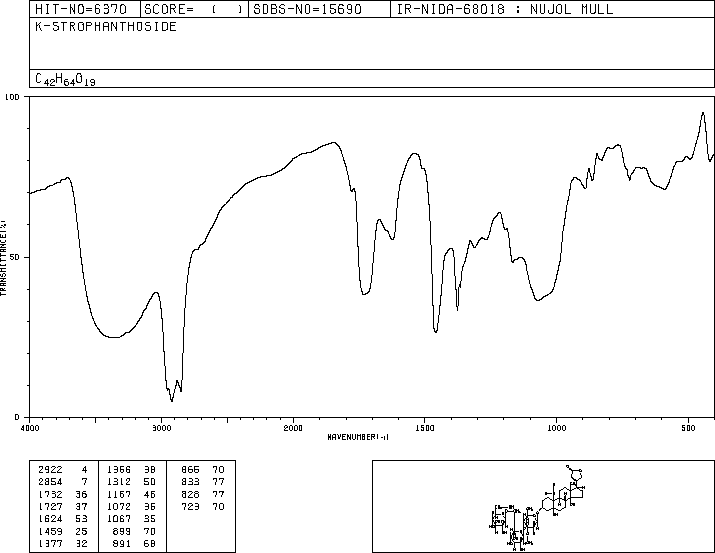 HIT-NO=6370 SCORE= ( ) SDBS-NO=15690 IR-NIDA-68018 : NUJOL MULL
K-STROPHANTHOSIDE
C42H64O19
100
50
0
TRANSMITTANCE(%)
4000 3000 2000 1500 1000 500
WAVENUMBER(-1)
2922 4 1366 38 866 70
2854 7 1312 50 833 77
1732 36 1167 46 828 77
1727 37 1072 36 723 70
1624 53 1067 35
1459 25 899 70
1377 32 891 68